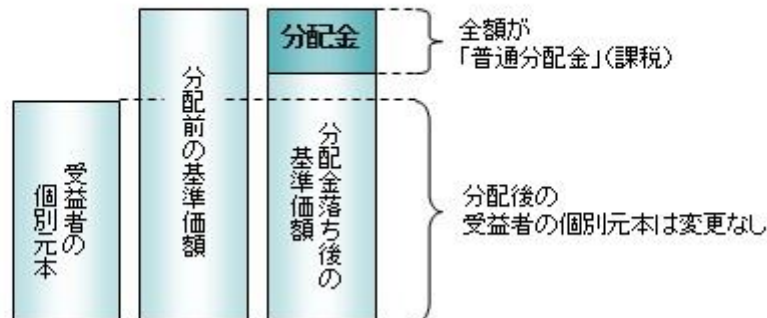 分配金
全額が
「普通分配金」(課税)
受益者の
個別元本
分配前の基準価額
分配金落ち後の
基準価額
分配後の
受益者の個別元本は変更なし